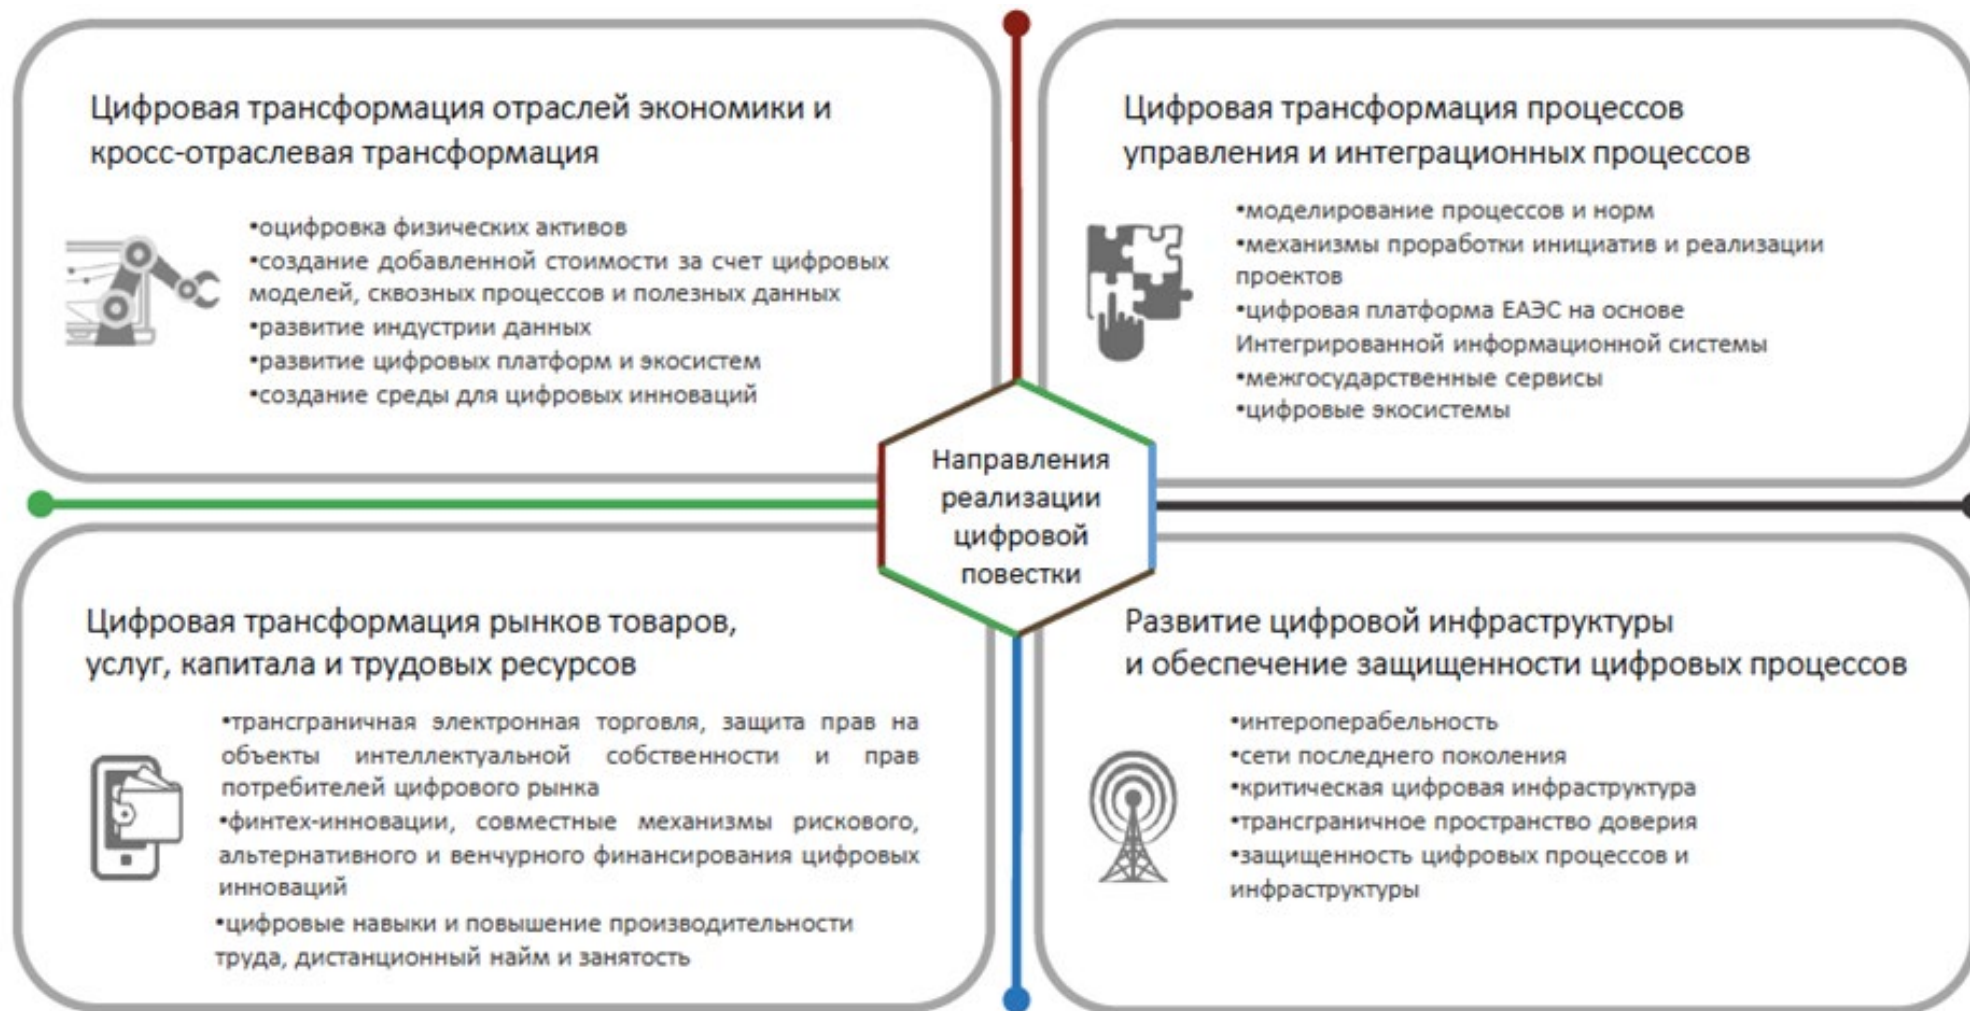 Цифровая трансформация отраслей экономики и
кросс-отраслевая трансформация
•оцифровка физических активов
•создание добавленной стоимости за счет цифровых
моделей, сквозных процессов и полезных данных
•развитие индустрии данных
•развитие цифровых платформ и экосистем
•создание среды для цифровых инноваций
Цифровая трансформация процессов
управления и интеграционных процессов
•моделирование процессов и норм
•механизмы проработки инициатив и реализации
проектов
•цифровая платформа ЕАЭС на основе
Интегрированной информационной системы
•межгосударственные сервисы
•цифровые экосистемы
Направления
реализации
цифровой
повестки
Цифровая трансформация рынков товаров,
услуг, капитала и трудовых ресурсов
•трансграничная электронная торговля, защита прав на
объекты интеллектуальной собственности и прав
потребителей цифрового рынка
•финтех-инновации, совместные механизмы рискового,
альтернативного и венчурного финансирования цифровых
инноваций
•цифровые навыки и повышение производительности
труда, дистанционный найм и занятость
Развитие цифровой инфраструктуры
и обеспечение защищенности цифровых процессов
•интероперабельность
•сети последнего поколения
•критическая цифровая инфраструктура
•трансграничное пространство доверия
•защищенность цифровых процессов и
инфраструктуры